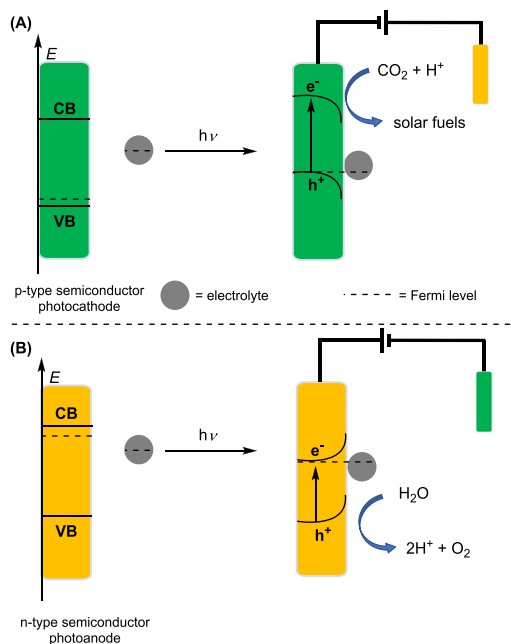 (A)
E
CB
VB
hν
e-
h+
CO2 + H+
solar fuels
p-type semiconductor
photocathode
= electrolyte
= Fermi level
(B)
E
CB
VB
hν
e-
h+
H2O
2H+ + O2
n-type semiconductor
photoanode